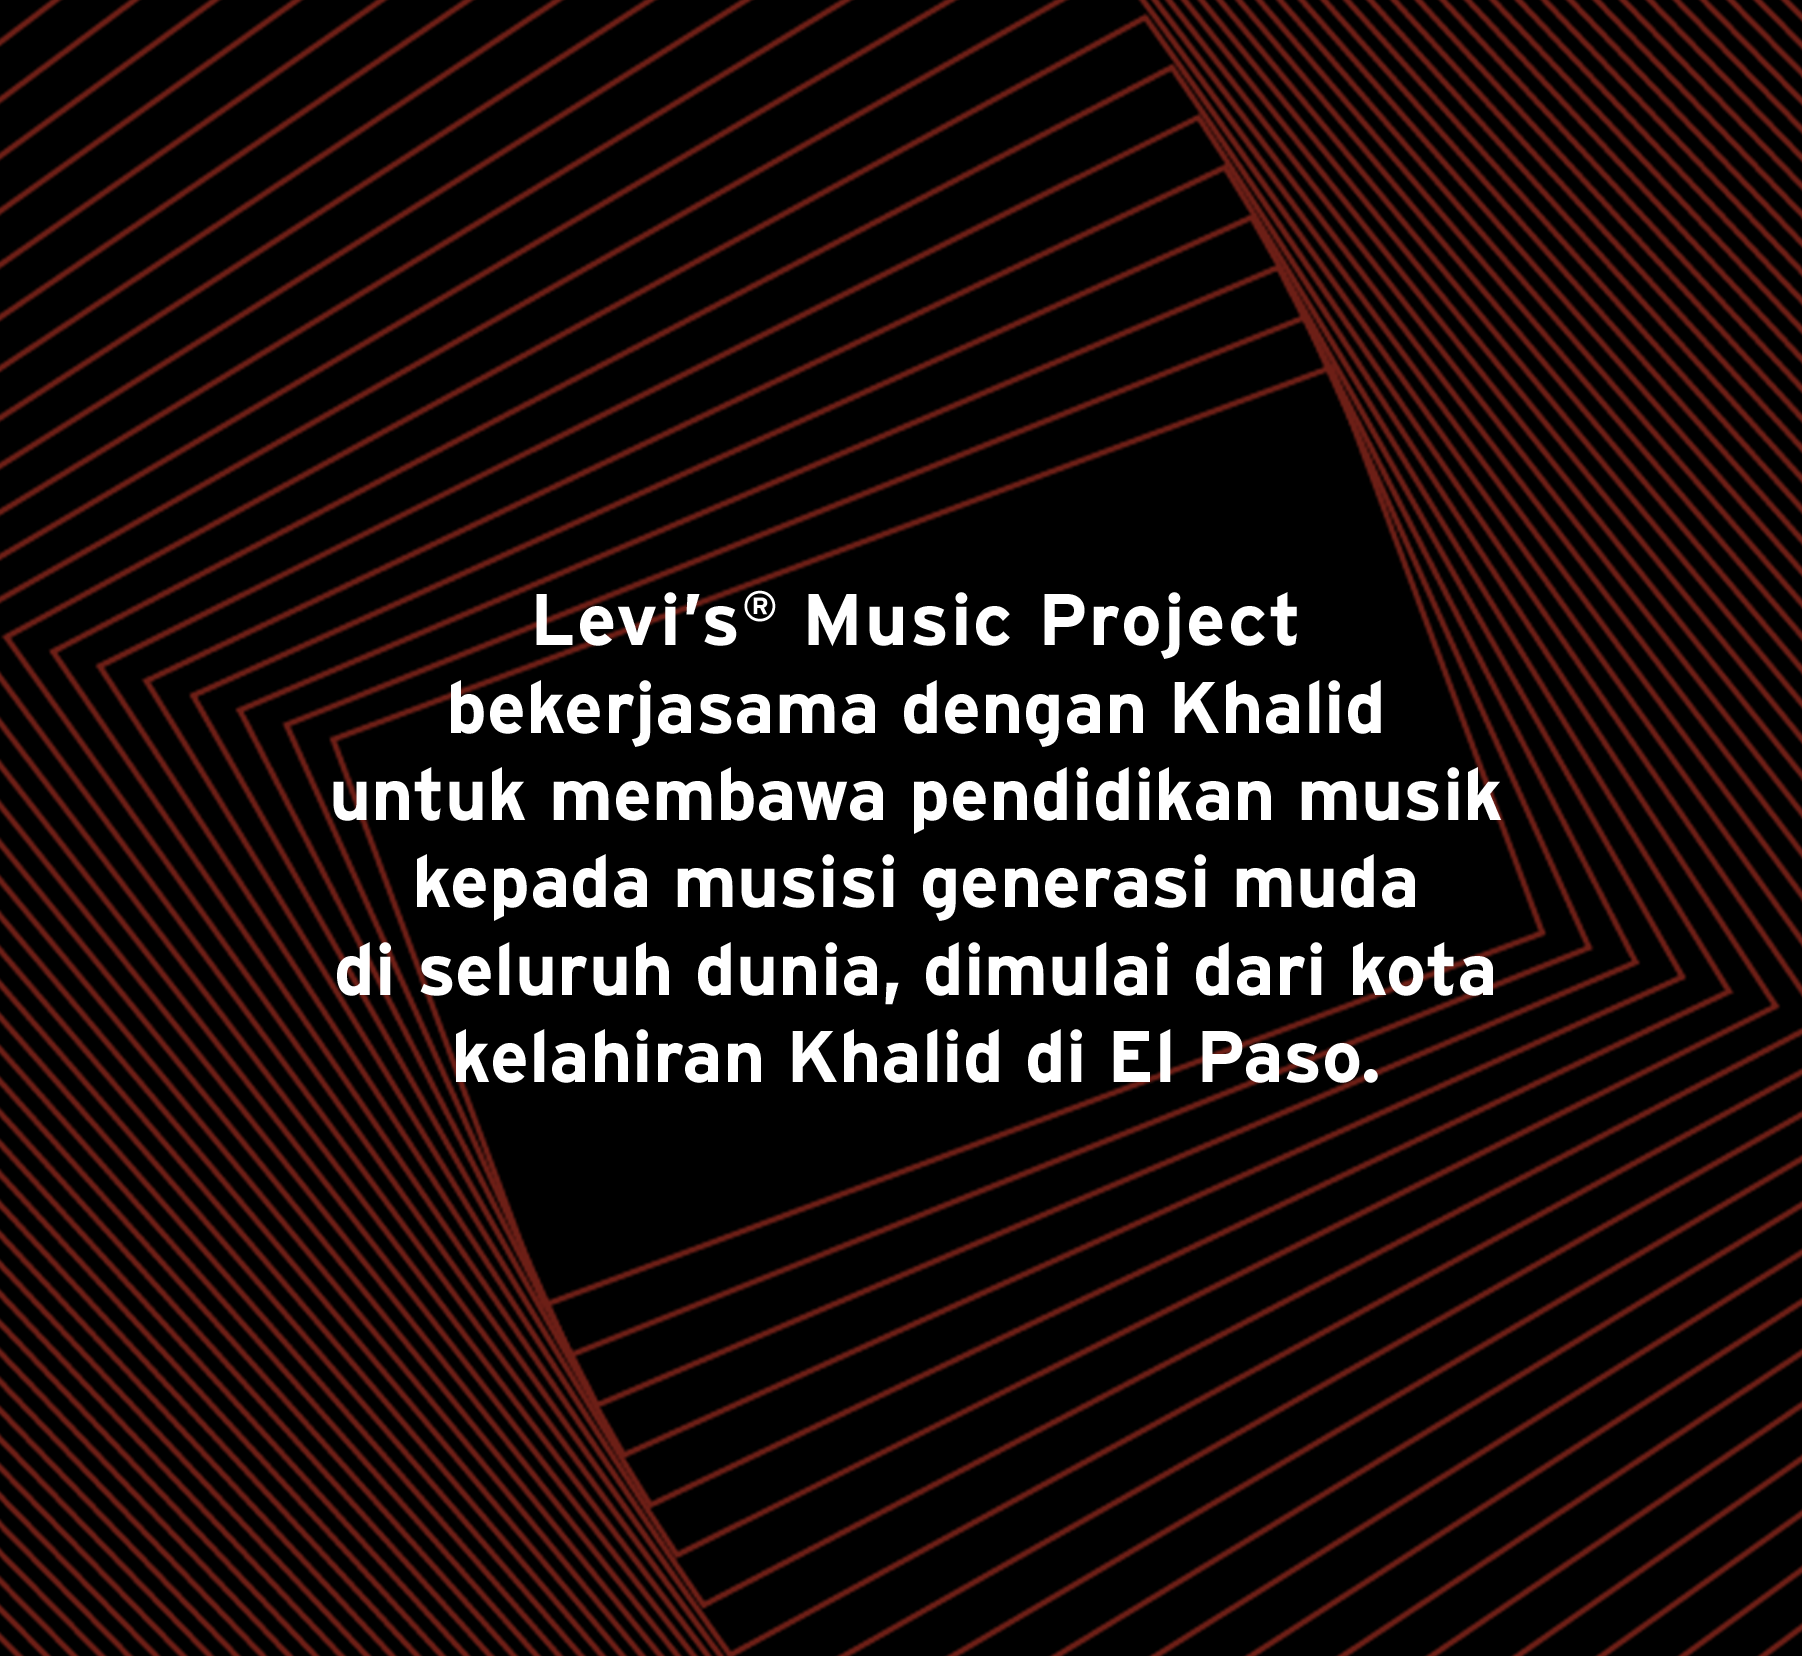 Levi’s® Music Project
bekerjasama dengan Khalid
untuk membawa pendidikan musik
kepada musisi generasi muda
di seluruh dunia, dimulai dari kota
kelahiran Khalid di El Paso.